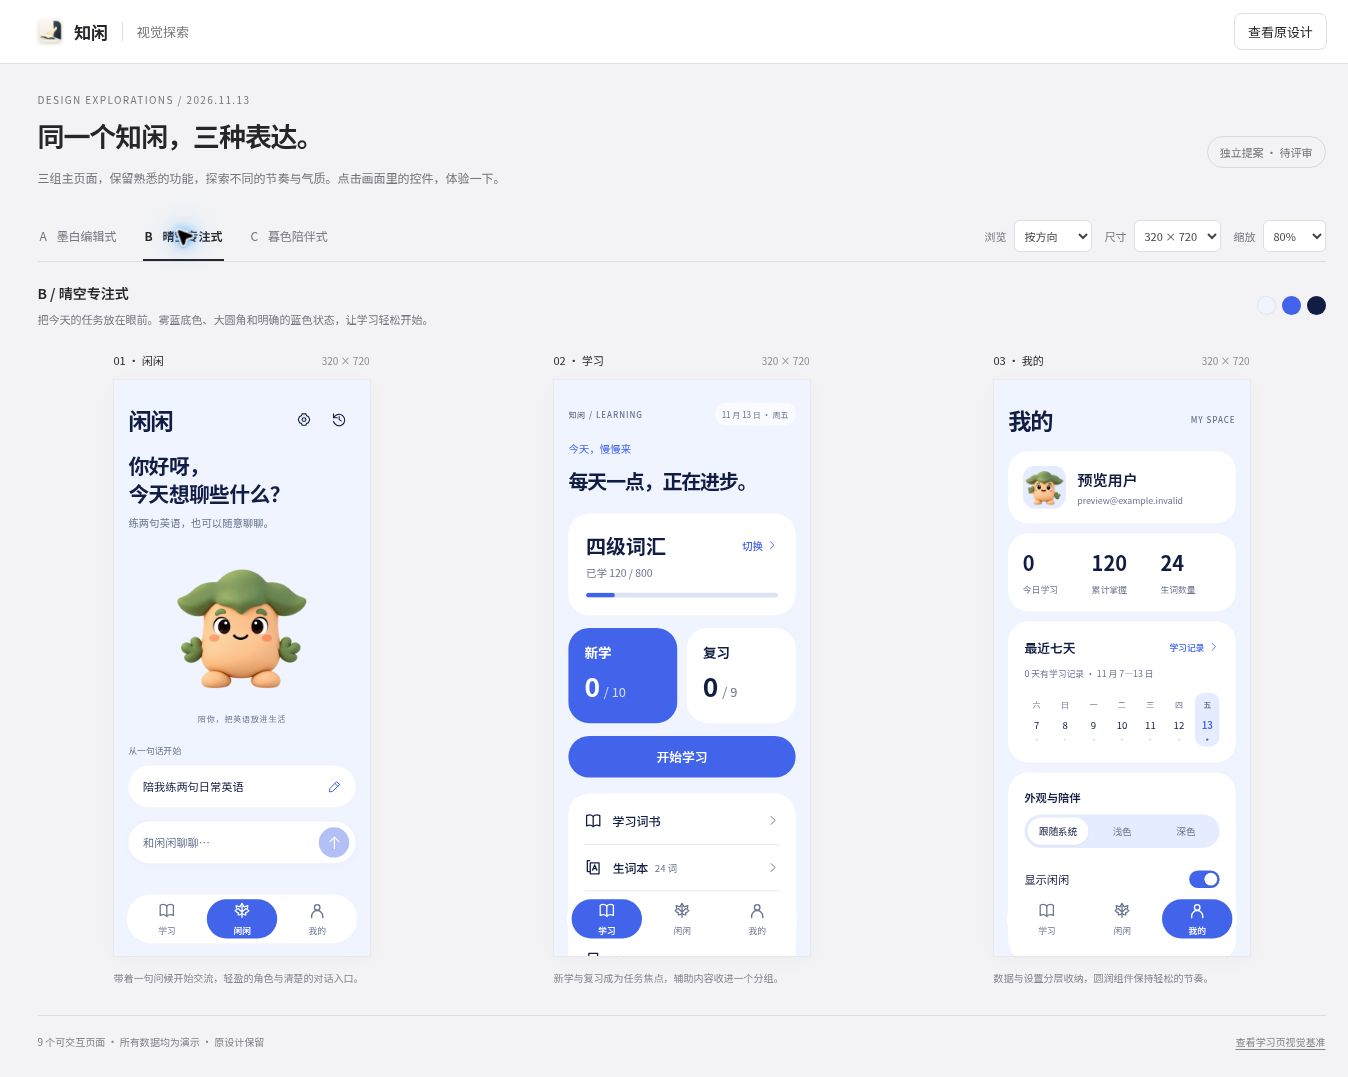 知闲
视觉探索
查看原设计
DESIGN EXPLORATIONS / 2026.11.13
同一个知闲，三种表达。
三组主页面，保留熟悉的功能，探索不同的节奏与气质。点击画面里的控件，体验一下。
独立提案 · 待评审
A 墨白编辑式
B 晴空专注式
C 暮色陪伴式
浏览 按方向
尺寸 320 × 720
缩放 80%
B / 晴空专注式
把今天的任务放在眼前。雾蓝底色、大圆角和明确的蓝色状态，让学习轻松开始。
01 · 闲闲
320 × 720
闲闲
你好呀，
今天想聊些什么？
练两句英语，也可以随意聊聊。
陪你，把英语放进生活
从一句话开始
陪我练两句日常英语
和闲闲聊聊…
学习
闲闲
我的
带着一句问候开始交流，轻盈的角色与清楚的对话入口。
02 · 学习
320 × 720
知闲 / LEARNING
11 月 13 日 · 周五
今天，慢慢来
每天一点，正在进步。
四级词汇
切换
已学 120 / 800
新学
0 / 10
复习
0 / 9
开始学习
学习词书
生词本 24 词
学习
闲闲
我的
新学与复习成为任务焦点，辅助内容收进一个分组。
03 · 我的
320 × 720
我的
MY SPACE
预览用户
preview@example.invalid
0
120
24
今日学习
累计掌握
生词数量
最近七天
学习记录
0 天有学习记录 · 11 月 7—13 日
六 日 一 二 三 四 五
7 8 9 10 11 12 13
外观与陪伴
跟随系统
浅色
深色
显示闲闲
学习
闲闲
我的
数据与设置分层收纳，圆润组件保持轻松的节奏。
9 个可交互页面 · 所有数据均为演示 · 原设计保留
查看学习页视觉基准